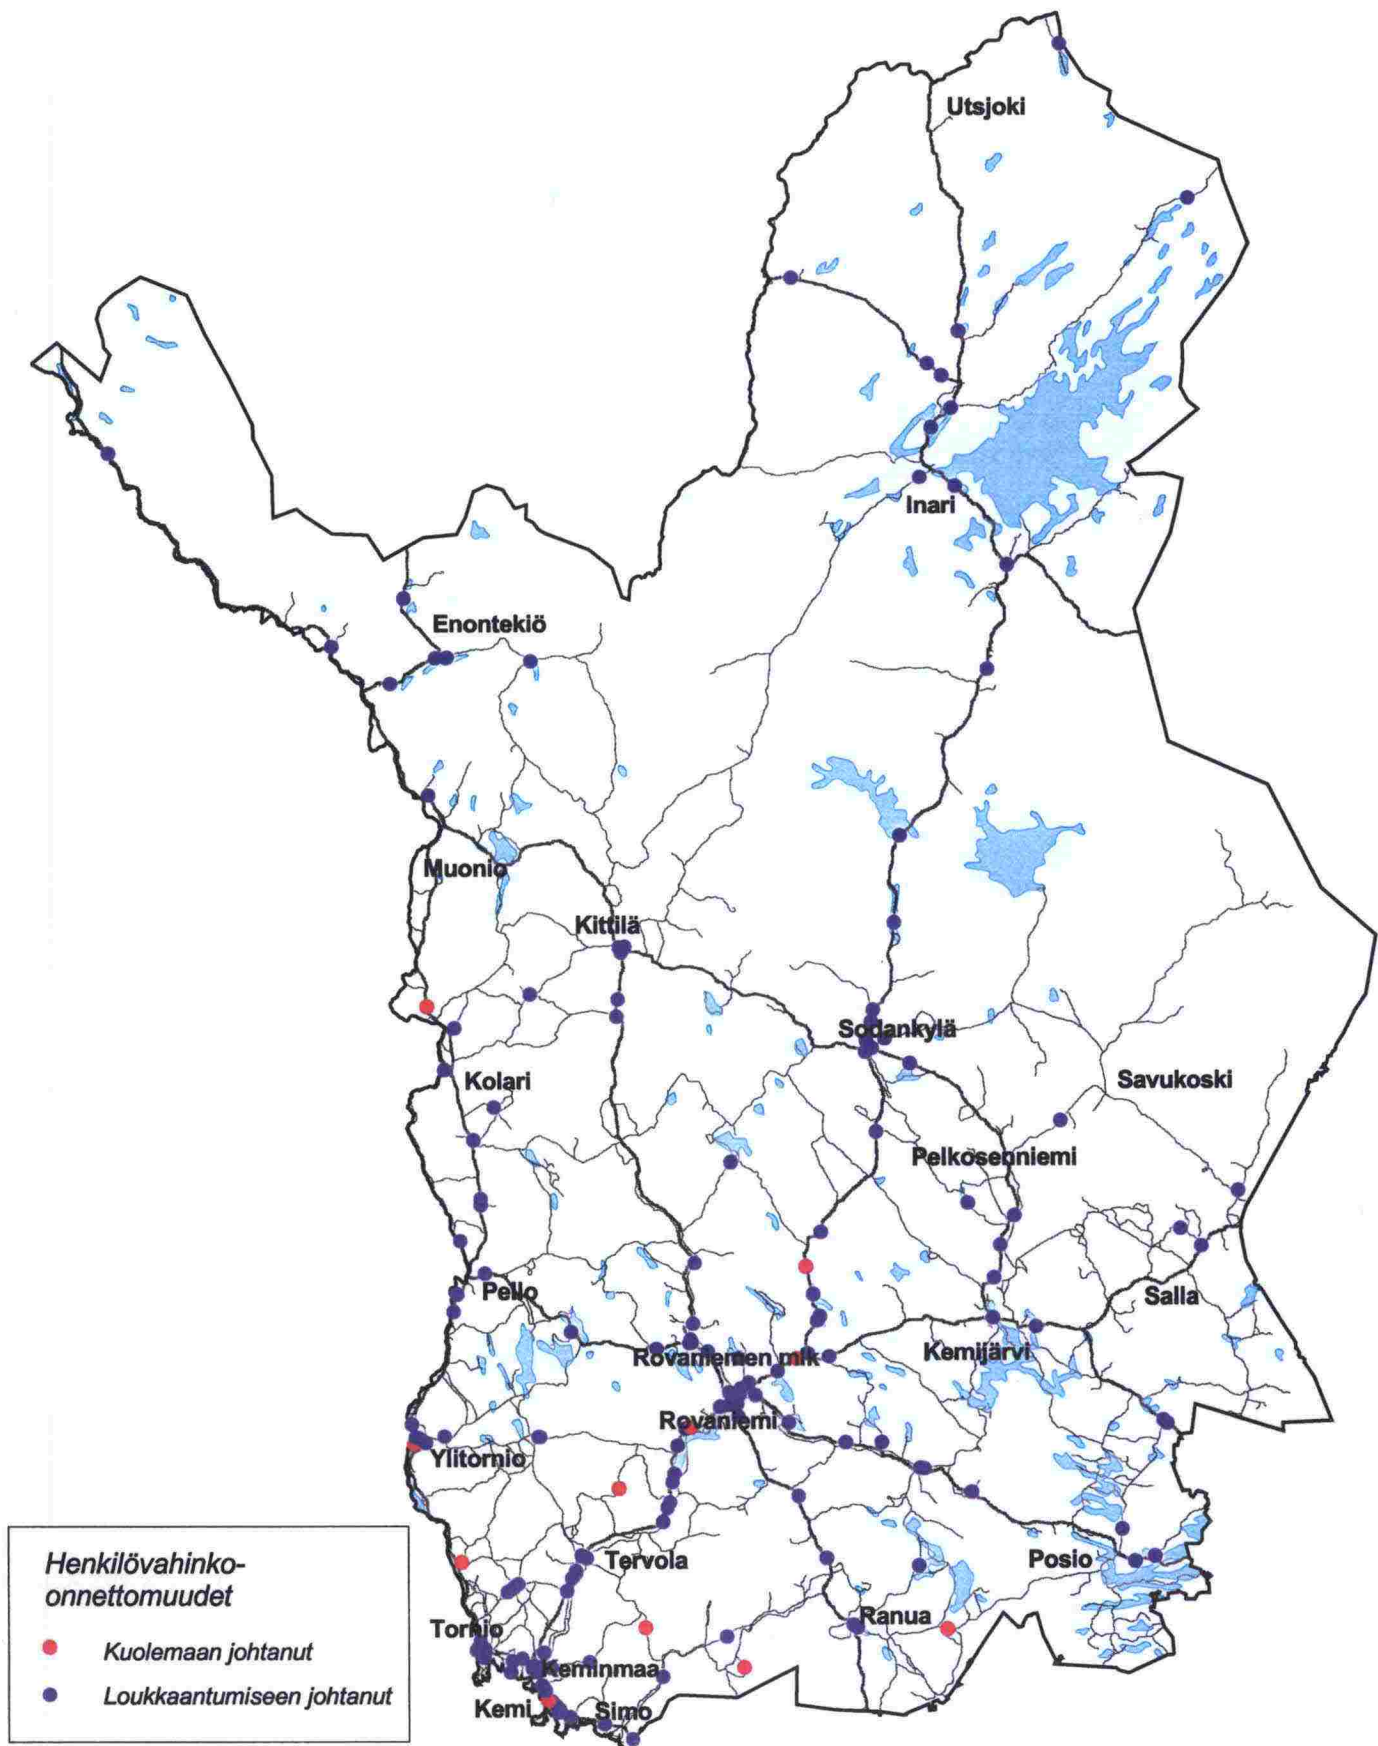 Utsjoki
Inari
Enontekiö
Muonio
Kittilä
Sodankylä
Savukoski
Kolari
Pelkosenniemi
Pello
Salla
Rovaniemen mlk
Kemijärvi
Rovaniemi
Ylitornio
Tervola
Posio
Ranua
Tornio
Keminmaa
Kemi
Simo
Henkilövahinko-
onnettomuudet
Kuolemaan johtanut
Loukkaantumiseen johtanut